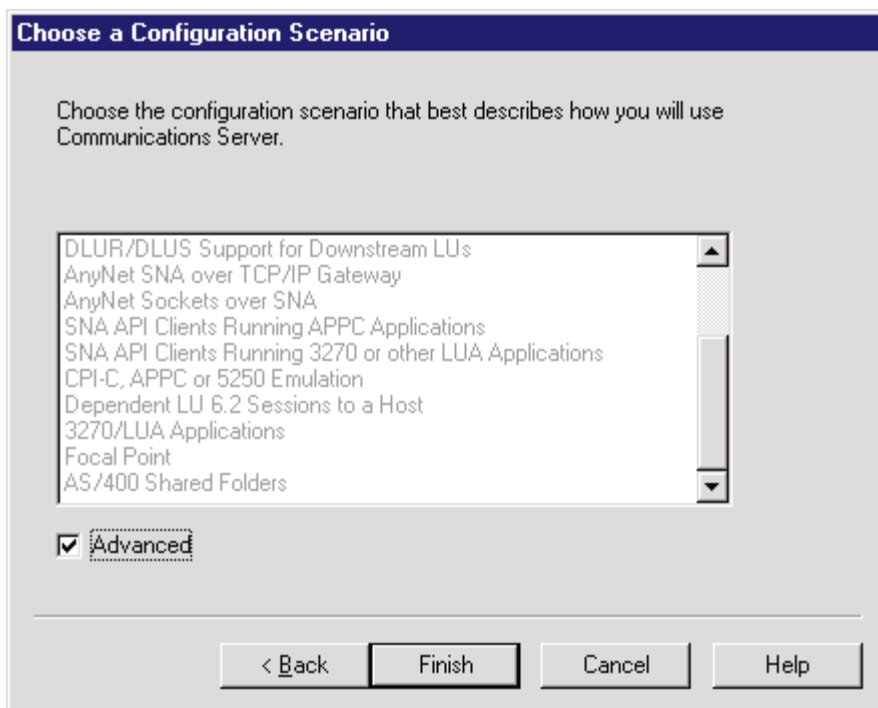 Choose a Configuration Scenario
Choose the configuration scenario that best describes how you will use
Communications Server.
DLUR/DLUS Support for Downstream LUs
AnyNet SNA over TCP/IP Gateway
AnyNet Sockets over SNA
SNA API Clients Running APPC Applications
SNA API Clients Running 3270 or other LUA Applications
CPI-C, APPC or 5250 Emulation
Dependent LU 6.2 Sessions to a Host
3270/LUA Applications
Focal Point
AS/400 Shared Folders
Advanced
< Back Finish Cancel Help